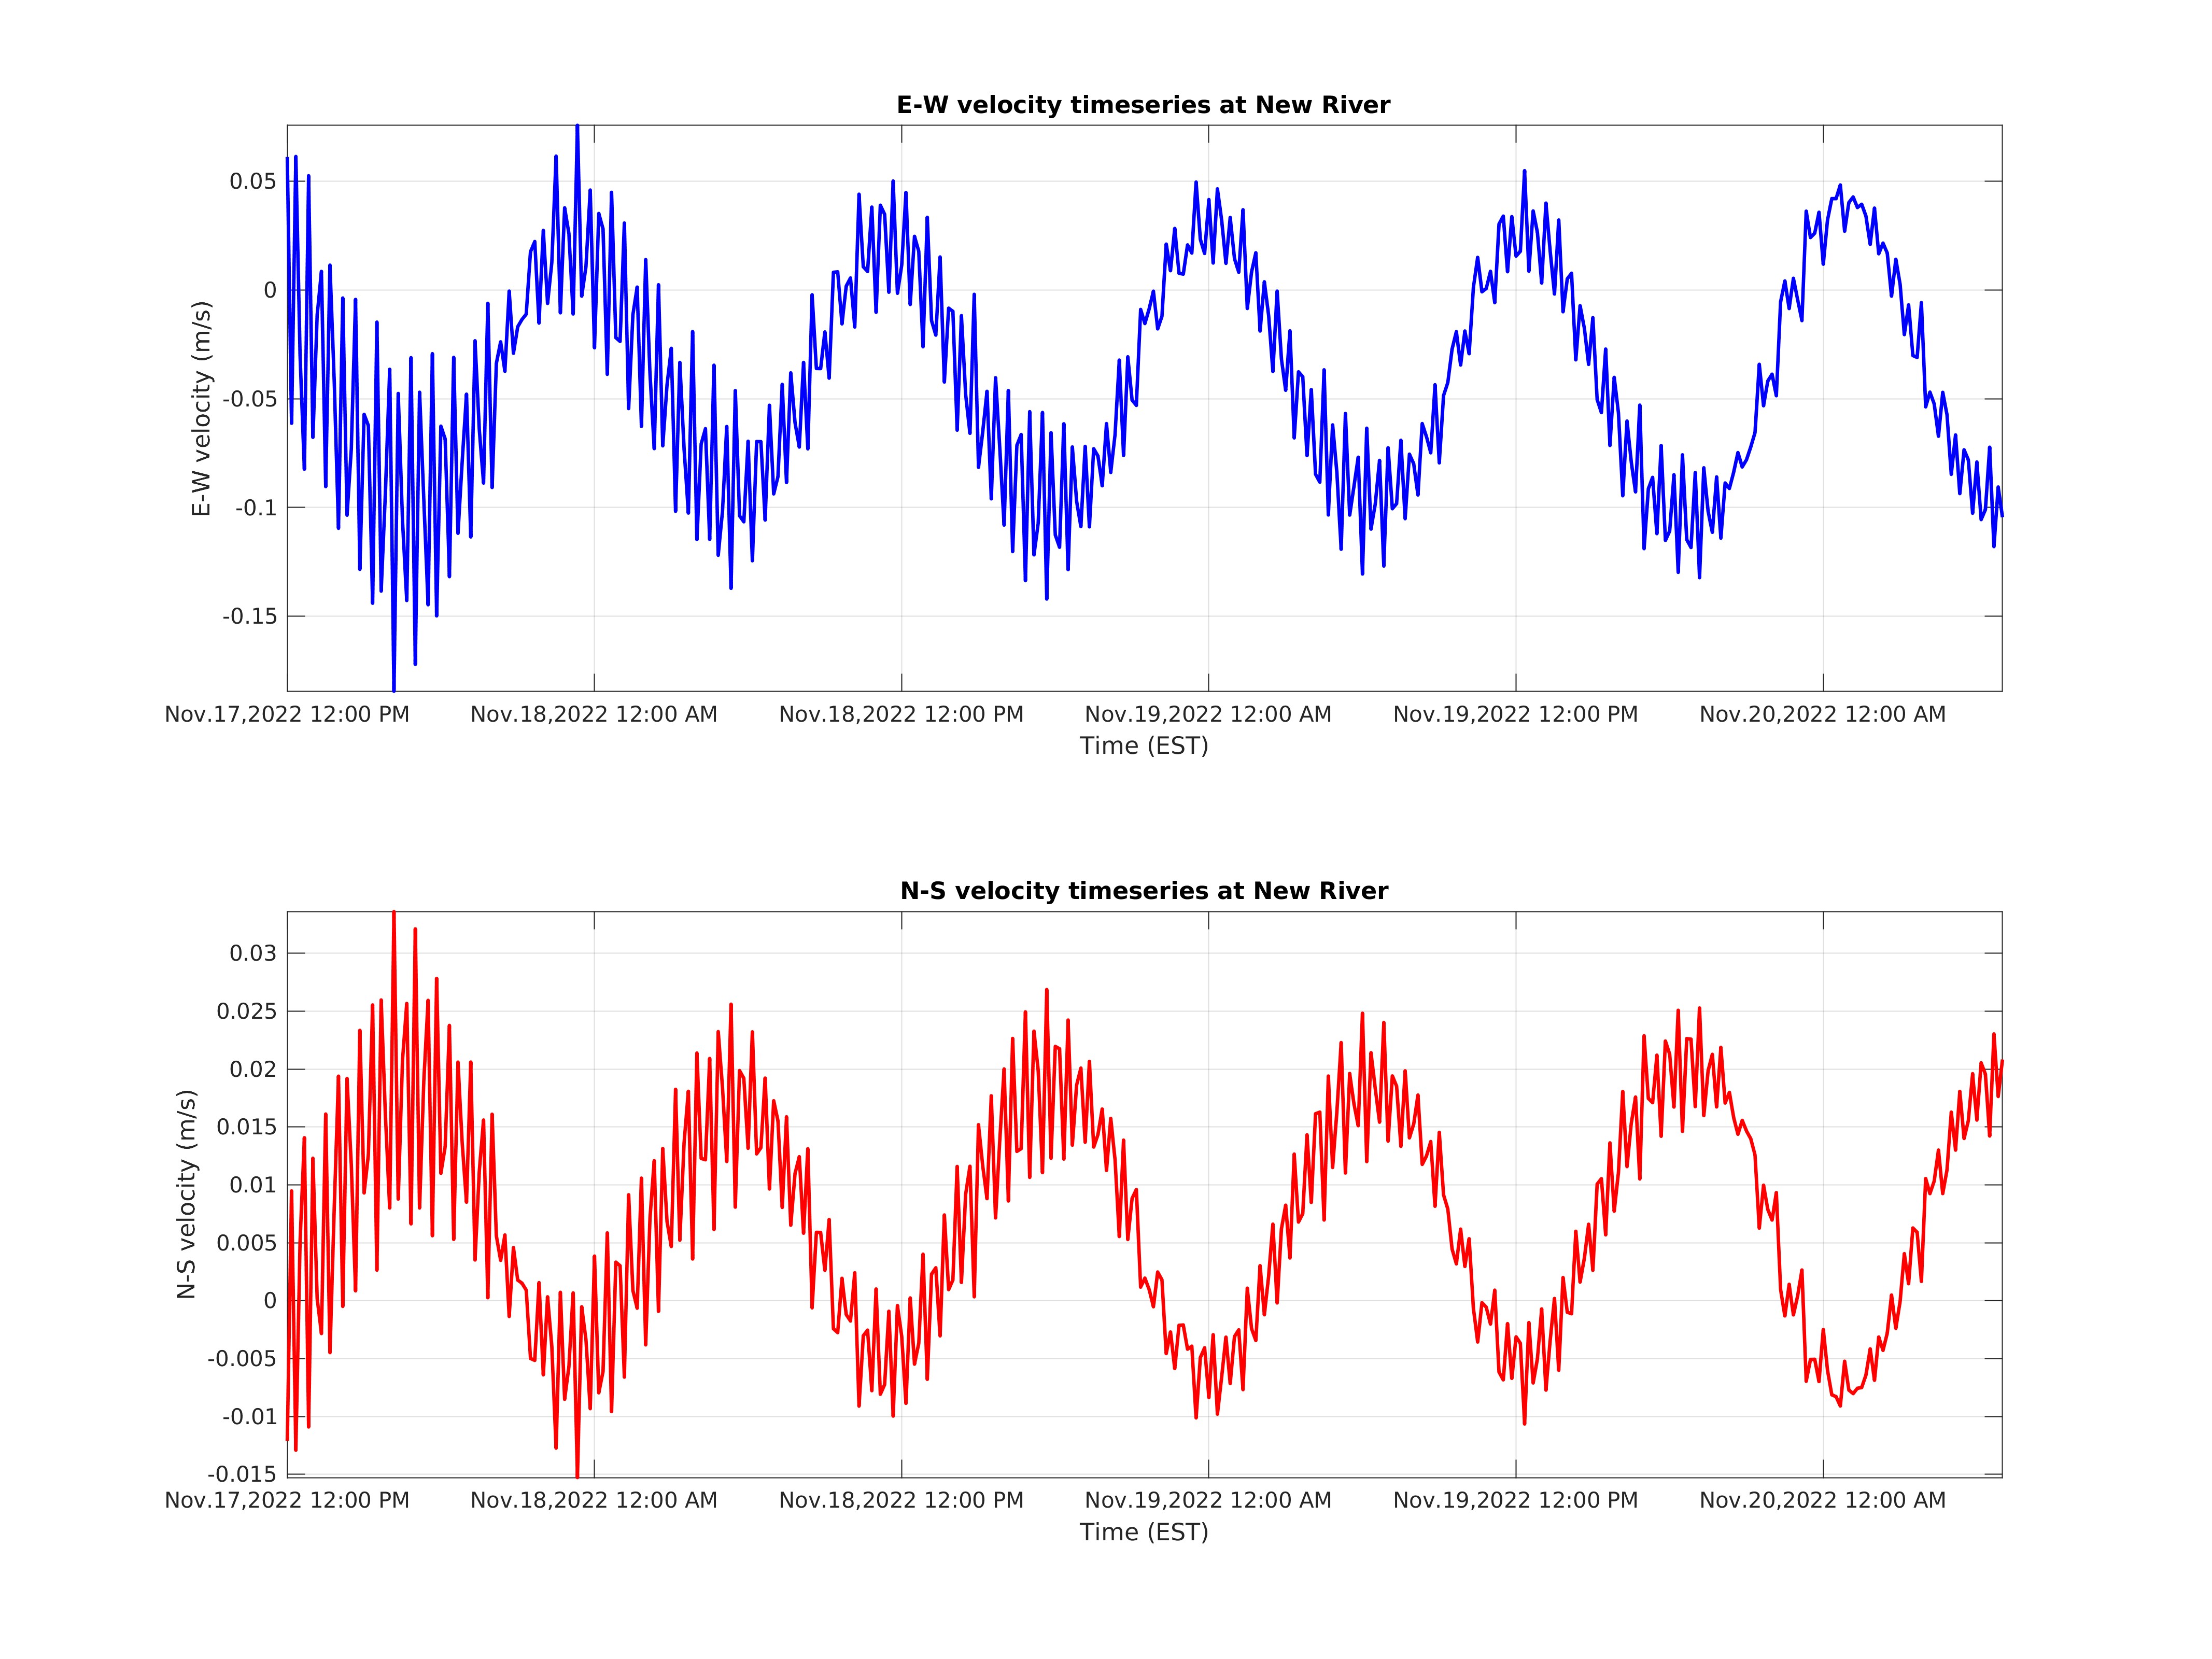 E-W velocity timeseries at New River
E-W velocity (m/s)
0.05
0
-0.05
-0.1
-0.15
Nov.17,2022 12:00 PM Nov.18,2022 12:00 AM Nov.18,2022 12:00 PM Nov.19,2022 12:00 AM Nov.19,2022 12:00 PM Nov.20,2022 12:00 AM
Time (EST)
N-S velocity timeseries at New River
N-S velocity (m/s)
0.03
0.025
0.02
0.015
0.01
0.005
0
-0.005
-0.01
-0.015
Nov.17,2022 12:00 PM Nov.18,2022 12:00 AM Nov.18,2022 12:00 PM Nov.19,2022 12:00 AM Nov.19,2022 12:00 PM Nov.20,2022 12:00 AM
Time (EST)